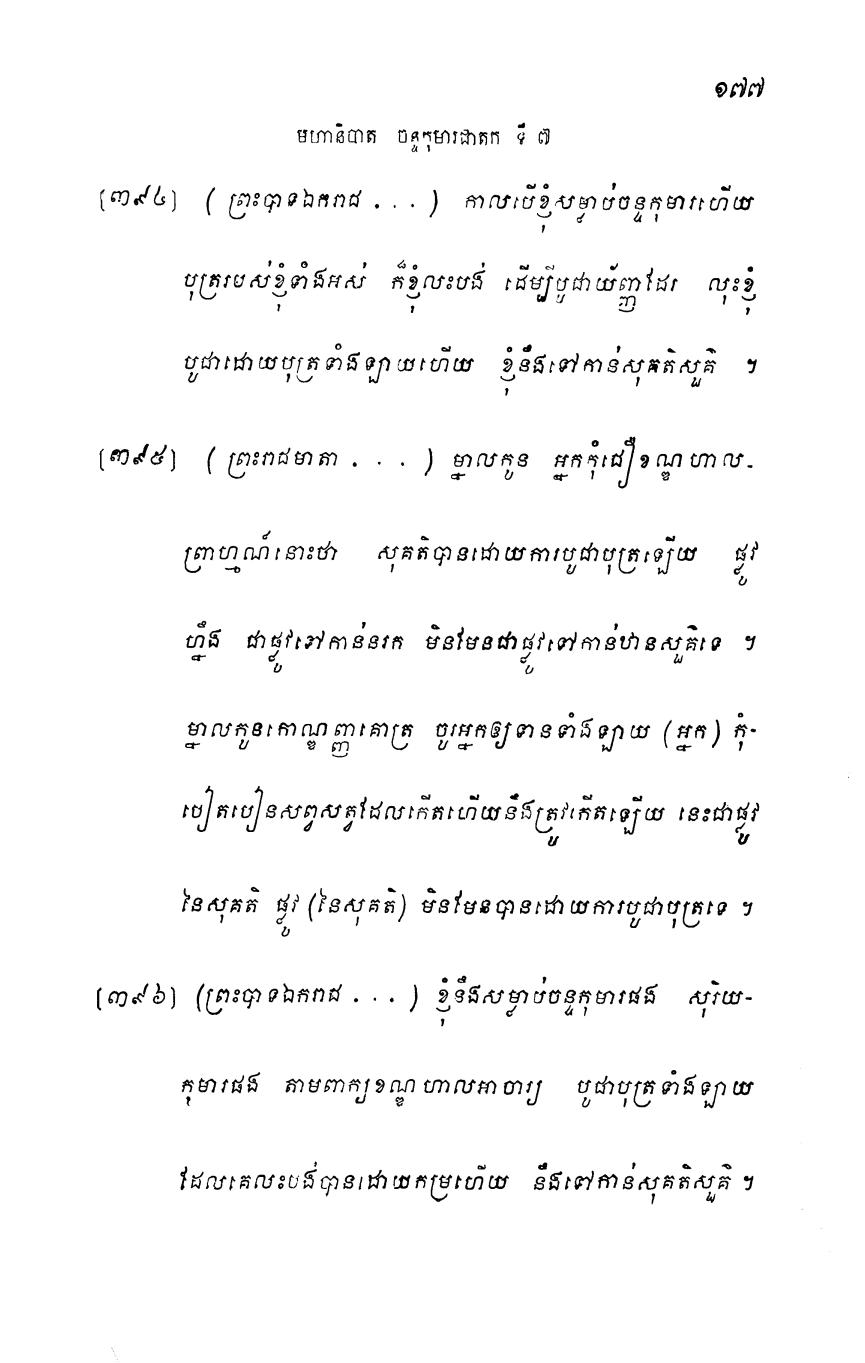 ១៧៧
មហានិបាត ចន្ទកុមារជាតក ទី ៧
[៣៩៤] (ព្រះបាទឯករាជ . . . ) កាលបើខ្ញុំសម្លាប់ចន្ទកុមារហើយ
បុត្ររបស់ខ្ញុំទាំងអស់ ក៏ខ្ញុំលះបង់ ដើម្បីបូជាយ័ញ្ញដែរ លុះខ្ញុំ
បូជាដោយបុត្រទាំងឡាយហើយ ខ្ញុំនឹងទៅកាន់សុគតិសួគ៌ ។
[៣៩៥] (ព្រះរាជមាតា . . . ) ម្នាលកូន អ្នកកុំជឿខណ្ឌហាល-
ព្រាហ្មណ៍នោះថា សុគតិបានដោយការបូជាបុត្រឡើយ ផ្លូវ
ហ្នឹង ជាផ្លូវទៅកាន់នរក មិនមែនជាផ្លូវទៅកាន់ឋានសួគ៌ទេ ។
ម្នាលកូនកោណ្ឌញ្ញគោត្រ ចូរអ្នកឲ្យទានទាំងឡាយ (អ្នក) កុំ-
បៀតបៀនសព្វសត្វដែលកើតហើយនឹងត្រូវកើតឡើយ នេះជាផ្លូវ
នៃសុគតិ ផ្លូវ (នៃសុគតិ) មិនមែនបានដោយការបូជាបុត្រទេ ។
[៣៩៦] (ព្រះបាទឯករាជ . . . ) ខ្ញុំនឹងសម្លាប់ចន្ទកុមារផង សុរិយ-
កុមារផង តាមពាក្យខណ្ឌហាលអាចារ្យ បូជាបុត្រទាំងឡាយ
ដែលគេលះបង់បានដោយកម្រហើយ នឹងទៅកាន់សុគតិសួគ៌ ។